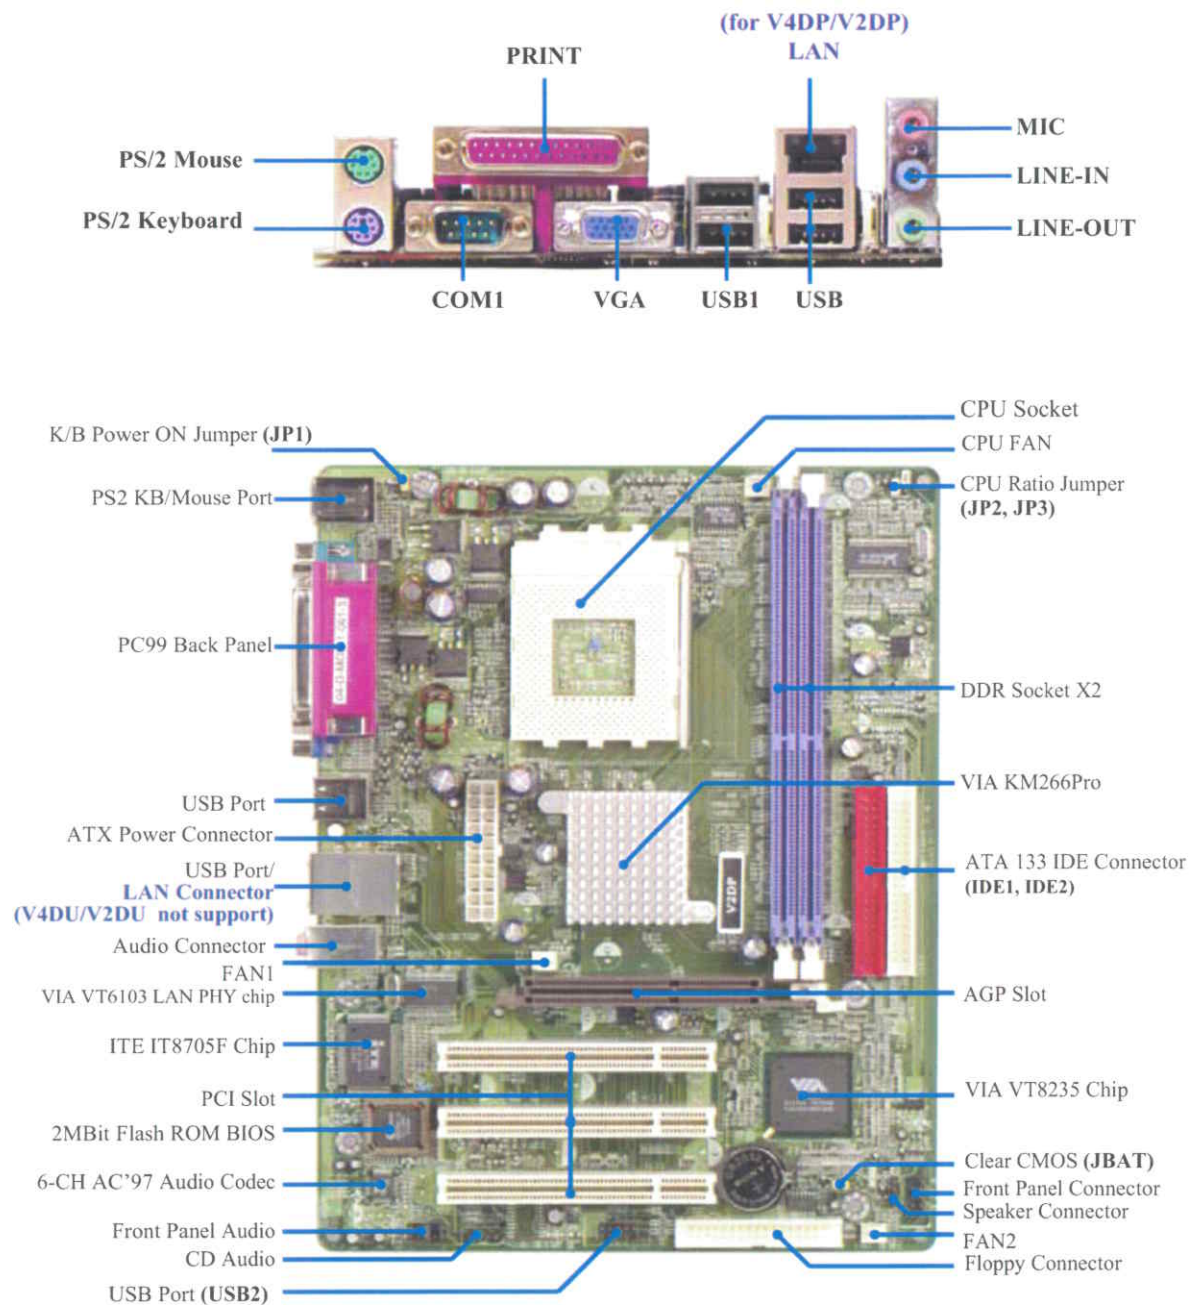 (for V4DP/V2DP)
LAN
PRINT
MIC
PS/2 Mouse
LINE-IN
PS/2 Keyboard
LINE-OUT
COM1
VGA
USB1
USB
CPU Socket
K/B Power ON Jumper (JP1)
CPU FAN
PS2 KB/Mouse Port
CPU Ratio Jumper
(JP2, JP3)
PC99 Back Panel
DDR Socket X2
VIA KM266Pro
USB Port
ATX Power Connector
USB Port/
LAN Connector
(V4DU/V2DU not support)
V2DP
ATA 133 IDE Connector
(IDE1, IDE2)
Audio Connector
FAN1
VIA VT6103 LAN PHY chip
AGP Slot
ITE IT8705F Chip
VIA
VIA VT8235 Chip
PCI Slot
2MBit Flash ROM BIOS
Clear CMOS (JBAT)
6-CH AC'97 Audio Codec
Front Panel Connector
Speaker Connector
Front Panel Audio
FAN2
CD Audio
Floppy Connector
USB Port (USB2)